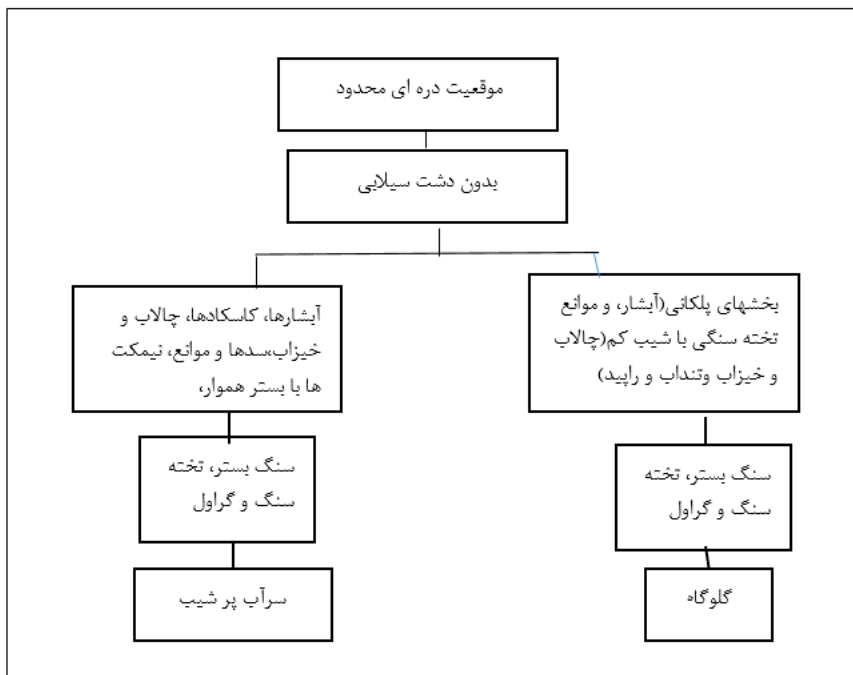 موقعیت دره ای محدود
بدون دشت سیلابی
بخشهای پلکانی(آبشار، و موانع
تخته سنگی با شیب کم(چالاب
و خیزاب وتنداب و راپید)
آبشارها، کاسکادها، چالاب و
خیزاب،سدها و موانع، نیمکت
ها با بستر هموار،
سنگ بستر، تخته
سنگ و گراول
سنگ بستر، تخته
سنگ و گراول
گلوگاه
سرآب پر شیب